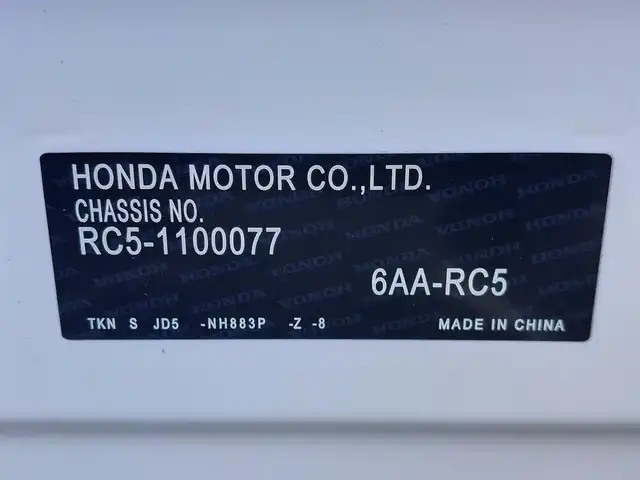 HONDA MOTOR CO.,LTD.
CHASSIS NO.
RC5-1100077
6AA-RC5
TKN S JD5 -NH883P -Z -8
MADE IN CHINA